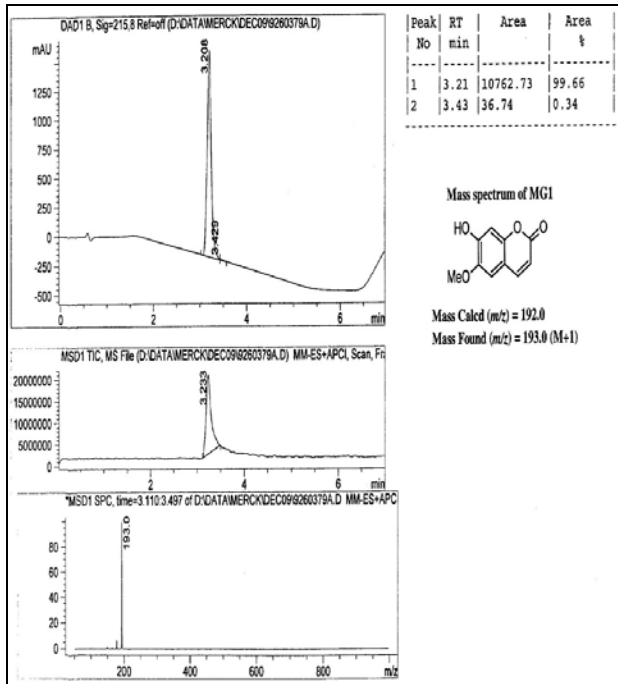 DAD1 B, Sig=215,8 Ref=off (D:\DATA\MERCK\DEC09\9260379A.D)
mAU
3.208
1250
1000
750
500
250
0
-250
-500
3.429
0 2 4 6 min
Peak RT Area Area
No min %
1 3.21 10762.73 99.66
2 3.43 36.74 0.34
Mass spectrum of MG1
HO O O
MeO
Mass Calcd (m/z) = 192.0
Mass Found (m/z) = 193.0 (M+1)
MSD1 TIC, MS File (D:\DATA\MERCK\DEC09\9260379A.D) MM-ES+APCI, Scan, Fra
20000000
15000000
10000000
5000000
0
3.233
2 4 6 min
*MSD1 SPC, time=3.110:3.497 of D:\DATA\MERCK\DEC09\9260379A.D MM-ES+APC
193.0
80
60
40
20
0
200 400 600 800 m/z